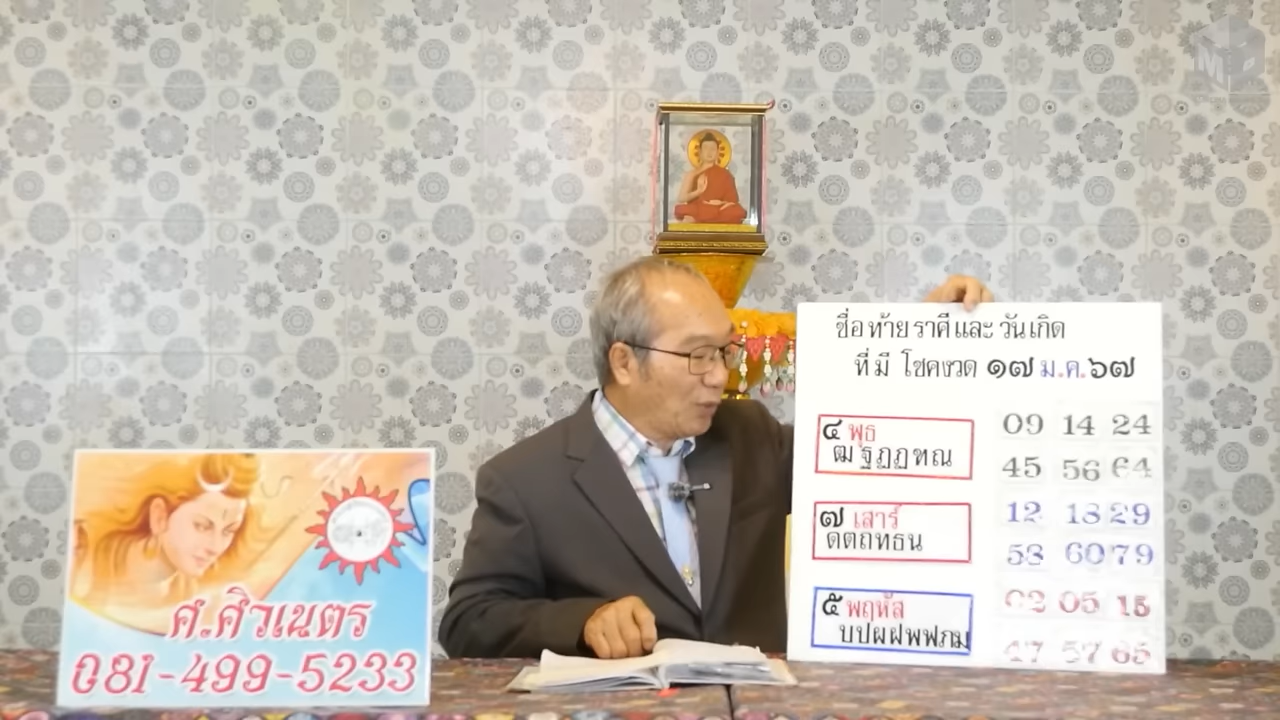 ชื่อ ท้าย ราศี และ วันเกิด
ที่ มี โชคงวด ๑๗ ม.ค. ๖๗
๔ พุธ
ฒ ฐ ฏ ฎ ฑ ณ
09 14 24
45 56 64
๗ เสาร์
ด ต ถ ท ธ น
12 18 29
58 60 79
๕ พฤหัส
บ ป ผ ฝ พ ฟ ภ ม
02 05 15
47 57 65
ศ.ศิวเนตร
081-499-5233